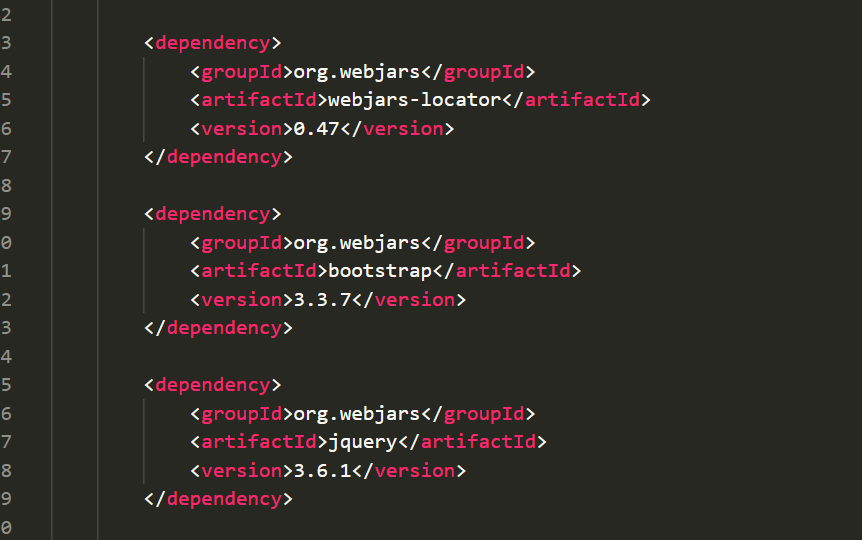 2
3 <dependency>
4 <groupId>org.webjars</groupId>
5 <artifactId>webjars-locator</artifactId>
6 <version>0.47</version>
7 </dependency>
8
9 <dependency>
0 <groupId>org.webjars</groupId>
1 <artifactId>bootstrap</artifactId>
2 <version>3.3.7</version>
3 </dependency>
4
5 <dependency>
6 <groupId>org.webjars</groupId>
7 <artifactId>jquery</artifactId>
8 <version>3.6.1</version>
9 </dependency>
0